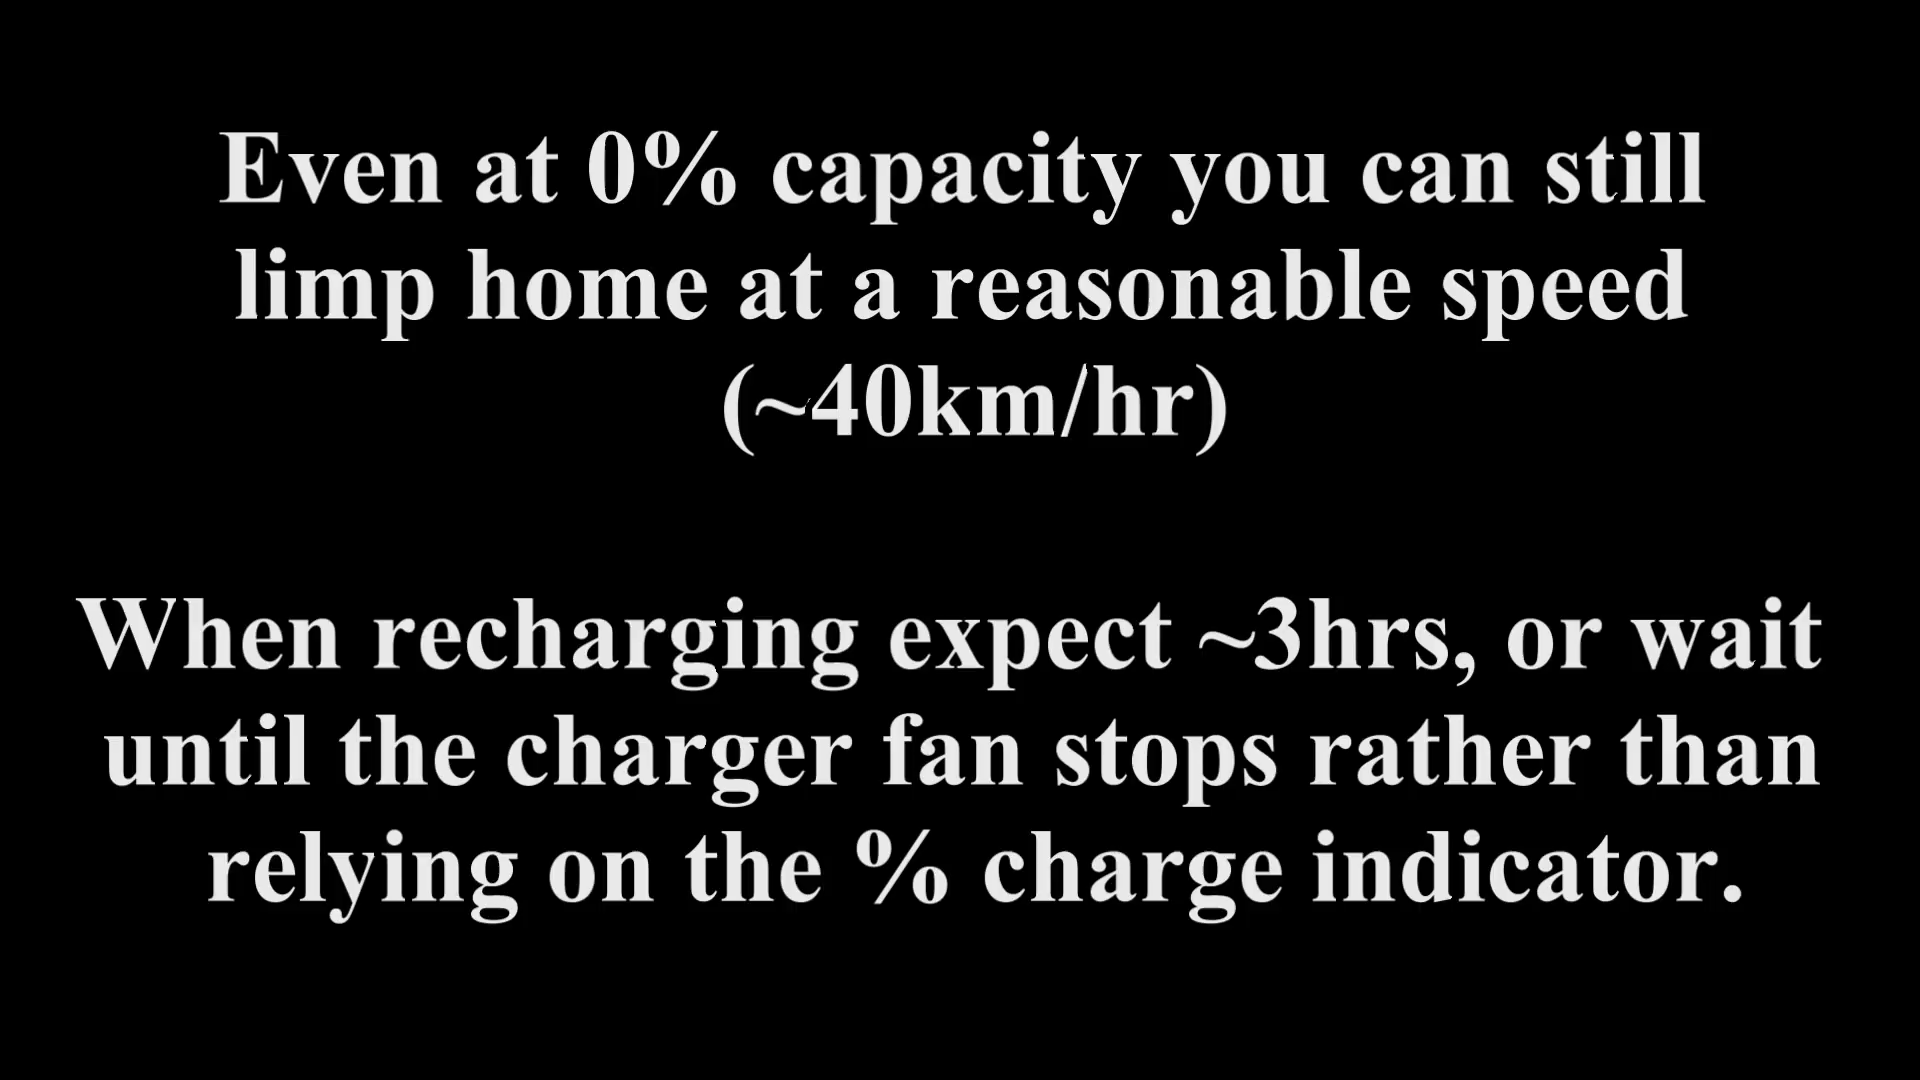 Even at 0% capacity you can still
limp home at a reasonable speed
(~40km/hr)
When recharging expect ~3hrs, or wait
until the charger fan stops rather than
relying on the % charge indicator.